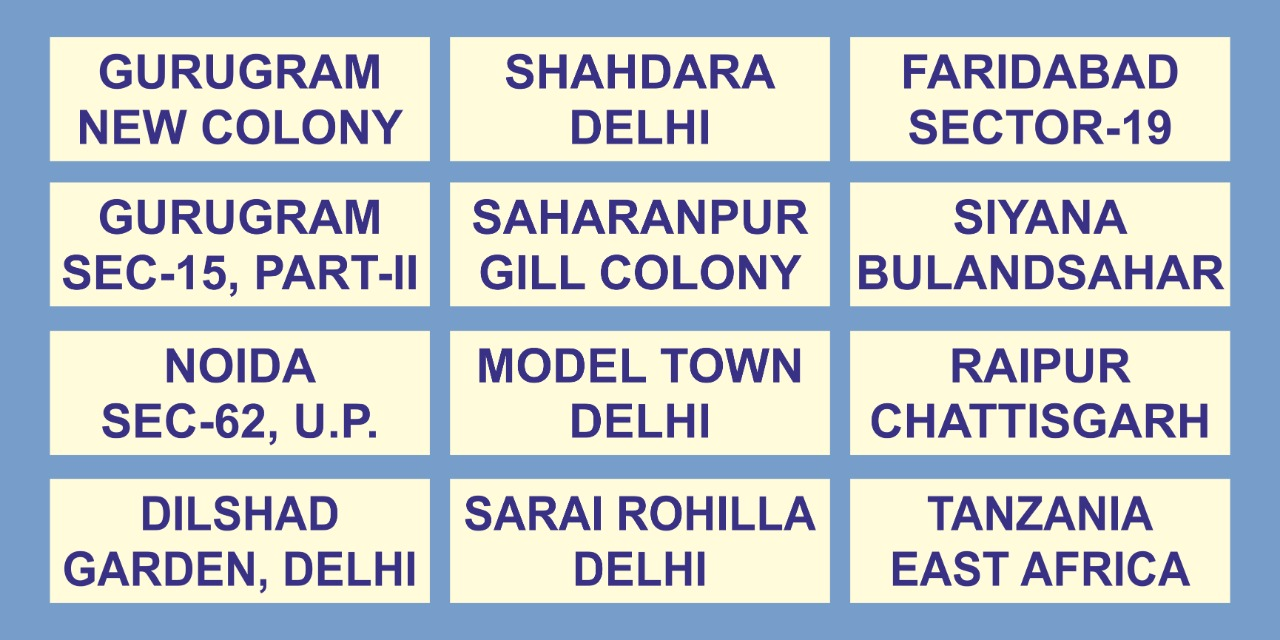 GURUGRAM
NEW COLONY
SHAHDARA
DELHI
FARIDABAD
SECTOR-19
GURUGRAM
SEC-15, PART-II
SAHARANPUR
GILL COLONY
SIYANA
BULANDSAHAR
NOIDA
SEC-62, U.P.
MODEL TOWN
DELHI
RAIPUR
CHATTISGARH
DILSHAD
GARDEN, DELHI
SARAI ROHILLA
DELHI
TANZANIA
EAST AFRICA